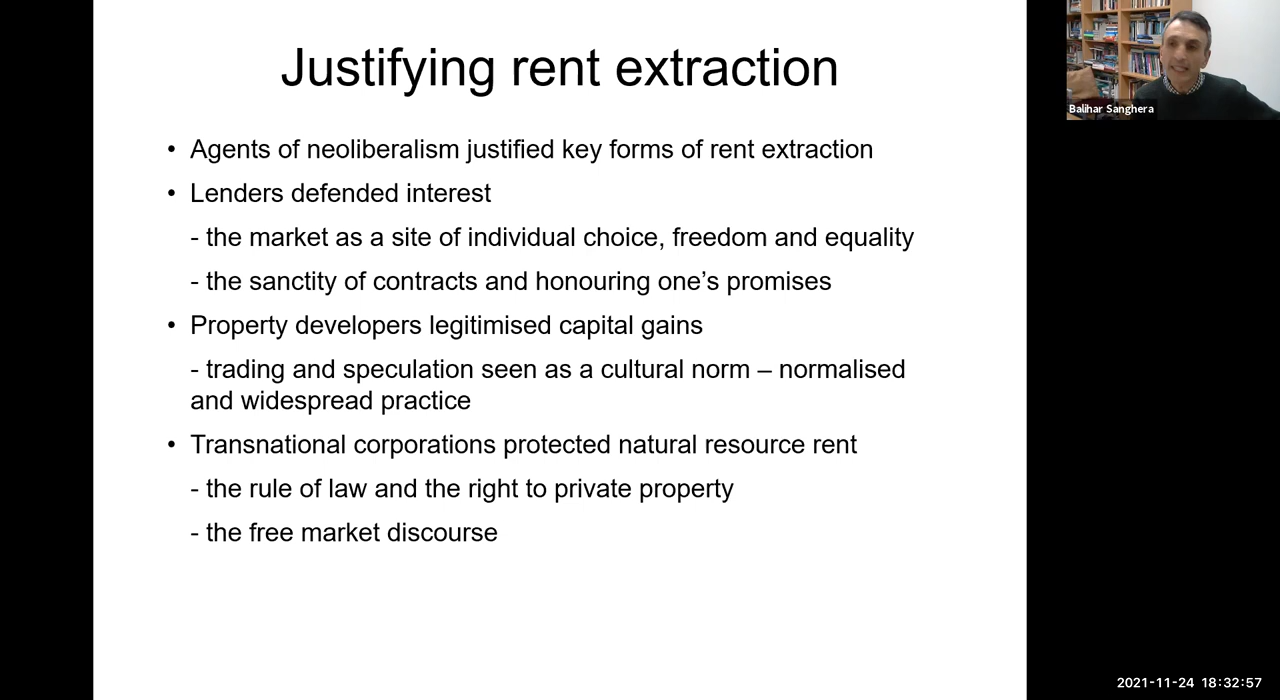 Justifying rent extraction
• Agents of neoliberalism justified key forms of rent extraction
• Lenders defended interest
- the market as a site of individual choice, freedom and equality
- the sanctity of contracts and honouring one’s promises
• Property developers legitimised capital gains
- trading and speculation seen as a cultural norm – normalised
and widespread practice
• Transnational corporations protected natural resource rent
- the rule of law and the right to private property
- the free market discourse
Balihar Sanghera
2021-11-24 18:32:57